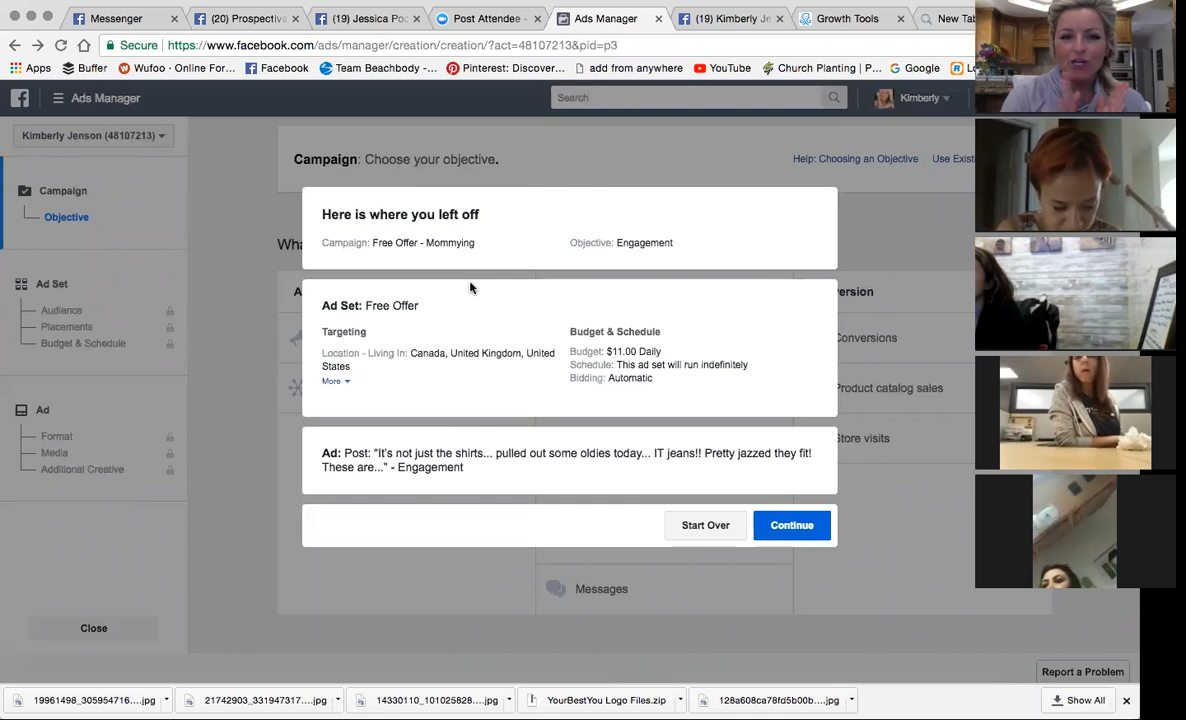 Messenger
(20) Prospective
(19) Jessica Po
Post Attendee -
Ads Manager
(19) Kimberly Je
Growth Tools
New Tab
Secure https://www.facebook.com/ads/manager/creation/creation/?act=48107213&pid=p3
Apps Buffer Wufoo - Online For... Facebook Team Beachbody -... Pinterest: Discover... add from anywhere YouTube Church Planting | P... Google
Ads Manager
Search
Kimberly
Kimberly Jenson (48107213)
Campaign: Choose your objective.
Help: Choosing an Objective Use Exist
Campaign
Objective
Ad Set
Audience
Placements
Budget & Schedule
Ad
Format
Media
Additional Creative
Close
Wha
Here is where you left off
Campaign: Free Offer - Mommying
Objective: Engagement
Ad Set: Free Offer
Targeting
Location - Living In: Canada, United Kingdom, United
States
More
Budget & Schedule
Budget: $11.00 Daily
Schedule: This ad set will run indefinitely
Bidding: Automatic
Ad: Post: "It's not just the shirts... pulled out some oldies today... IT jeans!! Pretty jazzed they fit!
These are..." - Engagement
Start Over
Continue
version
Conversions
Product catalog sales
Store visits
Messages
Report a Problem
19961498_305954716....jpg
21742903_331947317....jpg
14330110_101025828....jpg
YourBestYou Logo Files.zip
128a608ca78fd5b00b....jpg
Show All